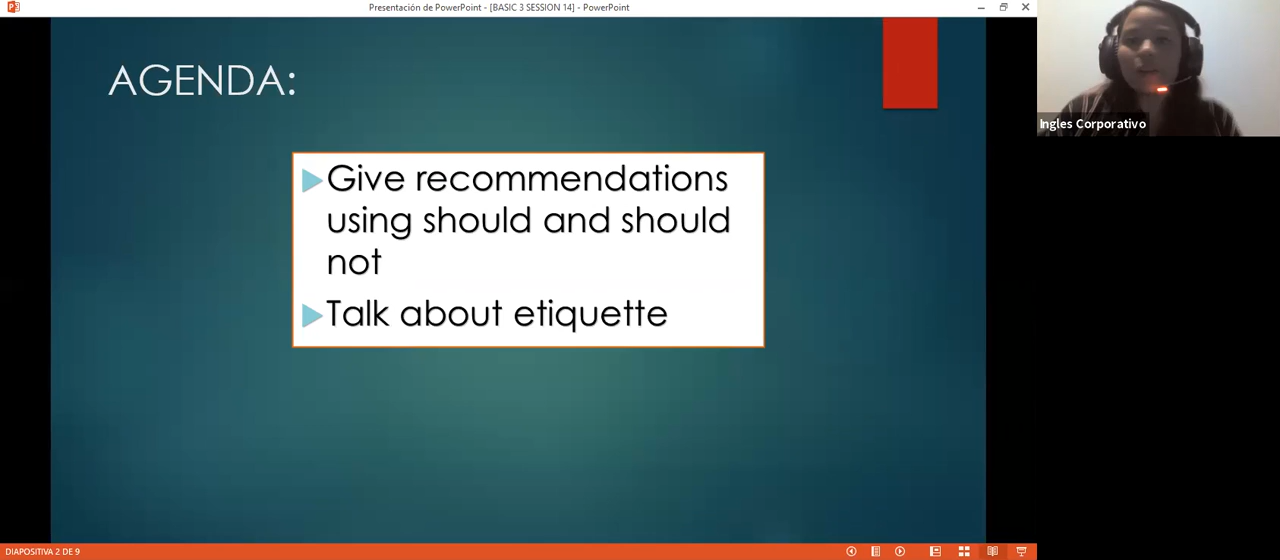 Presentación de PowerPoint - [BASIC 3 SESSION 14] - PowerPoint
AGENDA:
Give recommendations
using should and should
not
Talk about etiquette
Ingles Corporativo
DIAPOSITIVA 2 DE 9